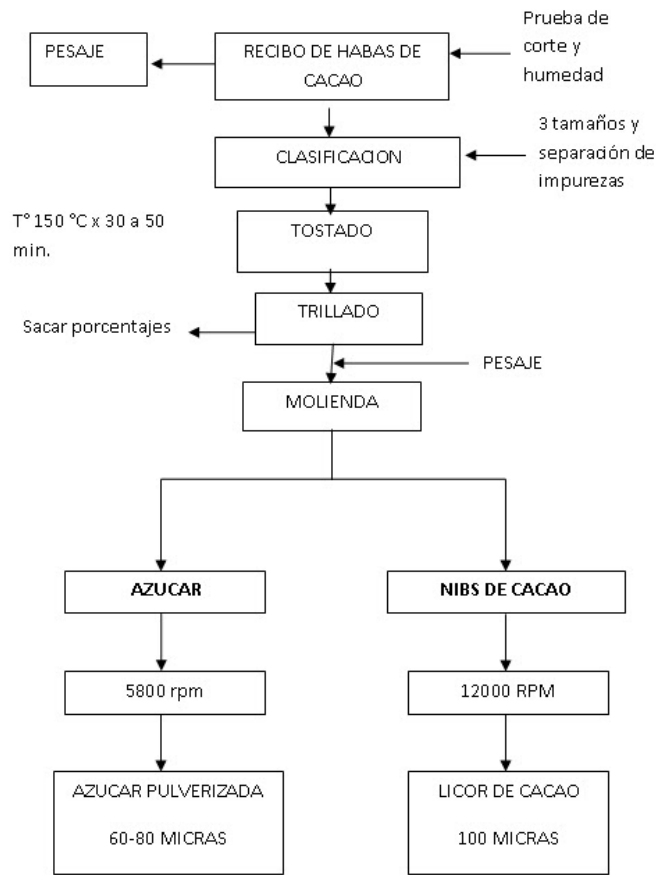 PESAJE
RECIBO DE HABAS DE
CACAO
Prueba de
corte y
humedad
CLASIFICACION
3 tamaños y
separación de
impurezas
T° 150 °C x 30 a 50
min.
TOSTADO
TRILLADO
Sacar porcentajes
PESAJE
MOLIENDA
AZUCAR
NIBS DE CACAO
5800 rpm
12000 RPM
AZUCAR PULVERIZADA
60-80 MICRAS
LICOR DE CACAO
100 MICRAS